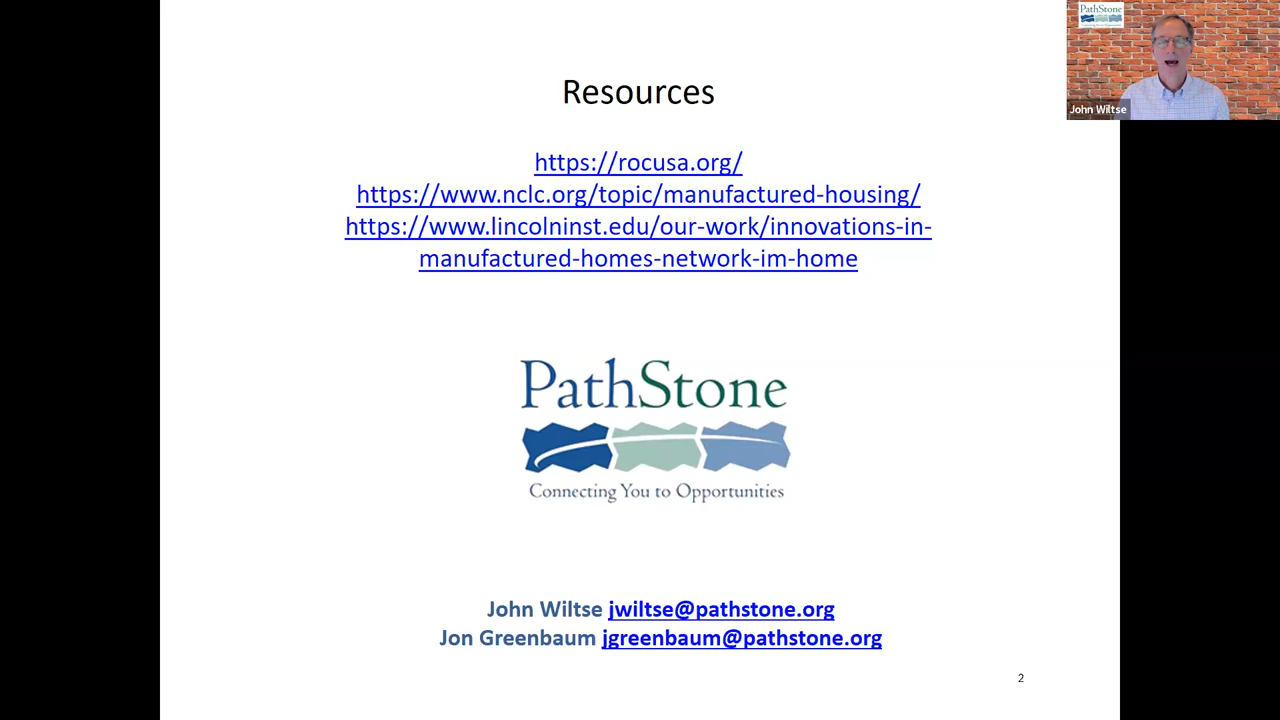 Resources
https://rocusa.org/
https://www.nclc.org/topic/manufactured-housing/
https://www.lincolninst.edu/our-work/innovations-in-
manufactured-homes-network-im-home
PathStone
Connecting You to Opportunities
John Wiltse jwiltse@pathstone.org
Jon Greenbaum jgreenbaum@pathstone.org
2
PathStone
John Wiltse